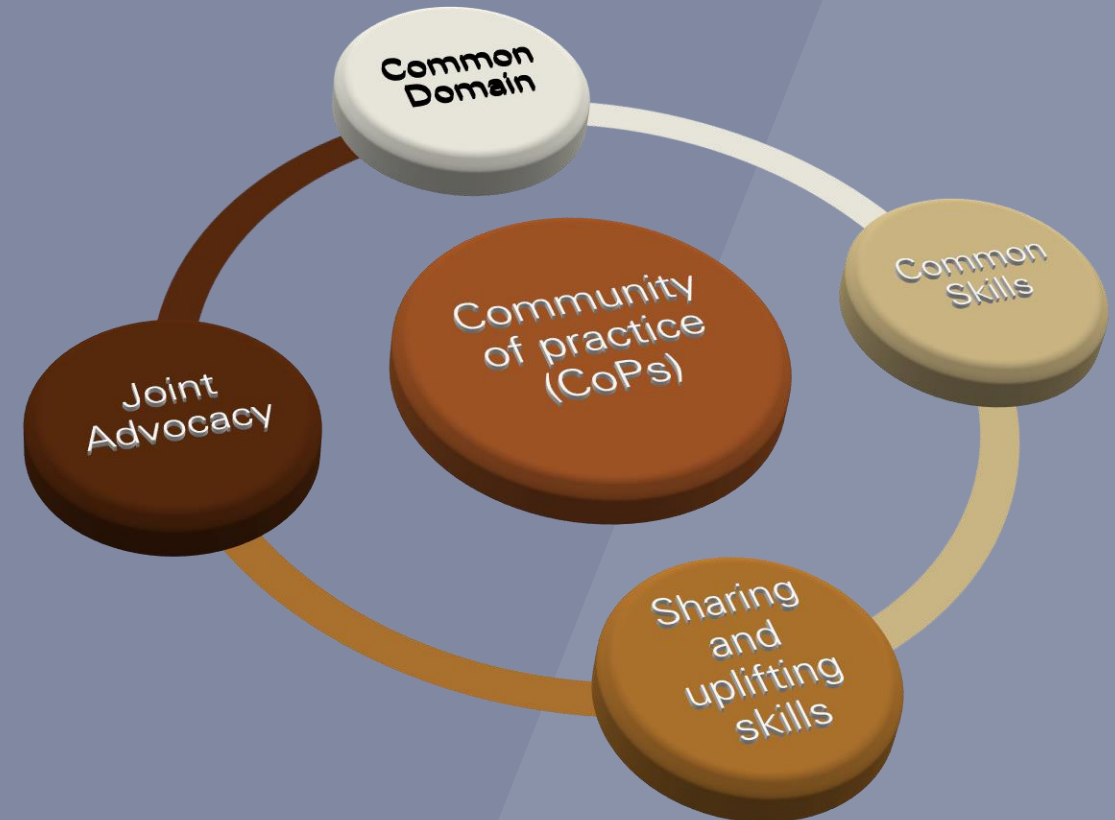 Common
Domain
Common
Skills
Community
of practice
(CoPs)
Joint
Advocacy
Sharing
and
uplifting
skills